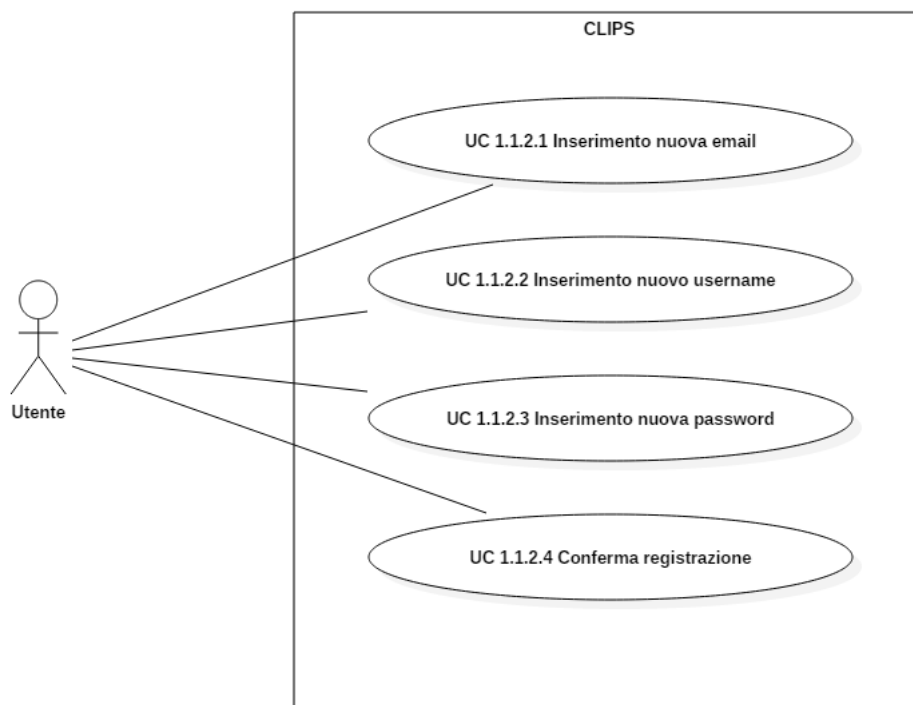 CLIPS
UC 1.1.2.1 Inserimento nuova email
UC 1.1.2.2 Inserimento nuovo username
Utente
UC 1.1.2.3 Inserimento nuova password
UC 1.1.2.4 Conferma registrazione